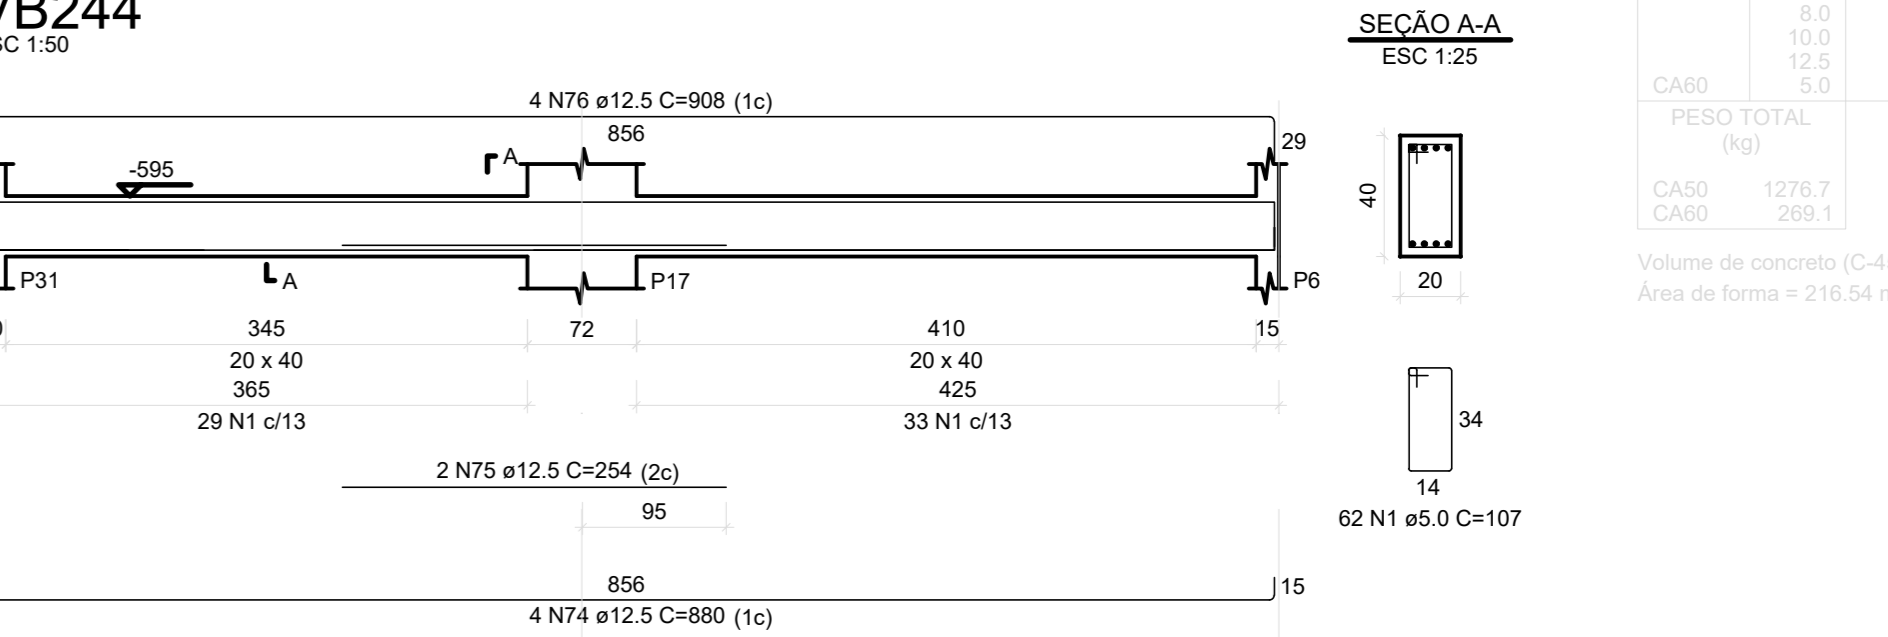 VB244
ESC 1:50
SEÇÃO A-A
ESC 1:25
8.0
10.0
12.5
CA60 5.0
PESO TOTAL
(kg)
CA50 1276.7
CA60 269.1
Volume de concreto (C-4
Área de forma = 216.54
4 N76 ø12.5 C=908 (1c)
856
29
A
-595
40
20
A
P31
P17
P6
345
72
410
15
20 x 40
20 x 40
365
425
29 N1 c/13
33 N1 c/13
34
14
62 N1 ø5.0 C=107
2 N75 ø12.5 C=254 (2c)
95
856
15
4 N74 ø12.5 C=880 (1c)